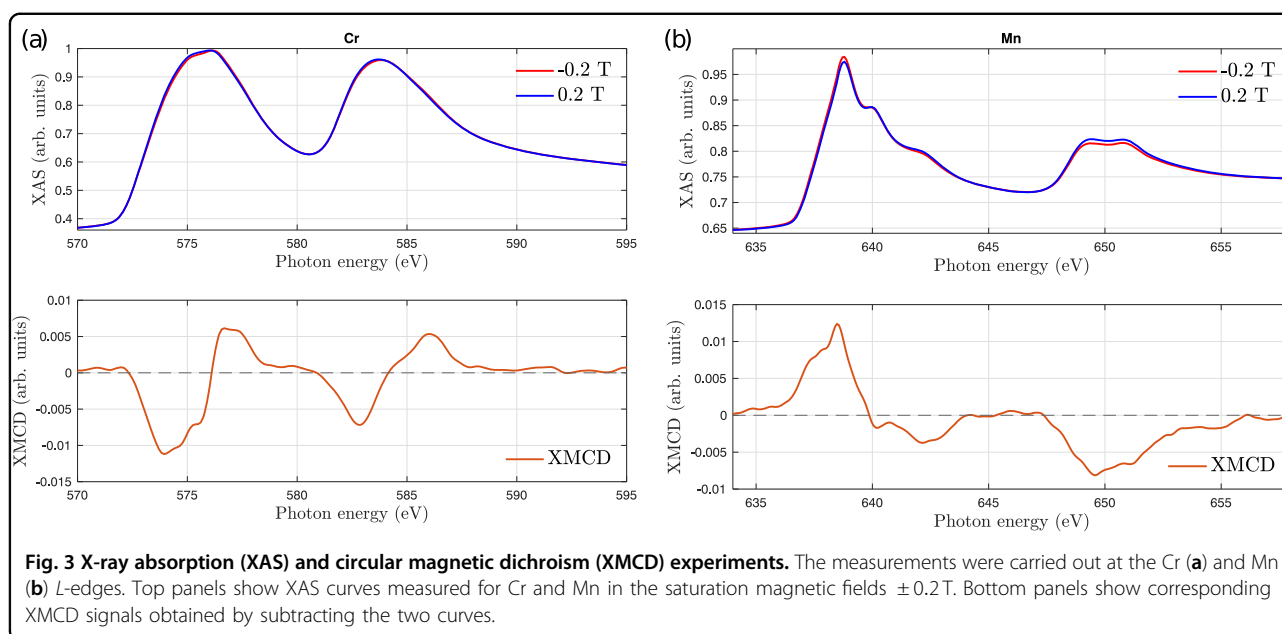 (a)
Cr
XAS (arb. units)
1
0.9
0.8
0.7
0.6
0.5
0.4
-0.2 T
0.2 T
570
575
580
585
590
595
Photon energy (eV)
XMCD (arb. units)
0.01
0.005
0
-0.005
-0.01
-0.015
XMCD
570
575
580
585
590
595
Photon energy (eV)
(b)
Mn
XAS (arb. units)
0.95
0.9
0.85
0.8
0.75
0.7
0.65
-0.2 T
0.2 T
635
640
645
650
655
Photon energy (eV)
XMCD (arb. units)
0.015
0.01
0.005
0
-0.005
-0.01
XMCD
635
640
645
650
655
Photon energy (eV)
Fig. 3 X-ray absorption (XAS) and circular magnetic dichroism (XMCD) experiments. The measurements were carried out at the Cr (a) and Mn
(b) L-edges. Top panels show XAS curves measured for Cr and Mn in the saturation magnetic fields ±0.2 T. Bottom panels show corresponding
XMCD signals obtained by subtracting the two curves.